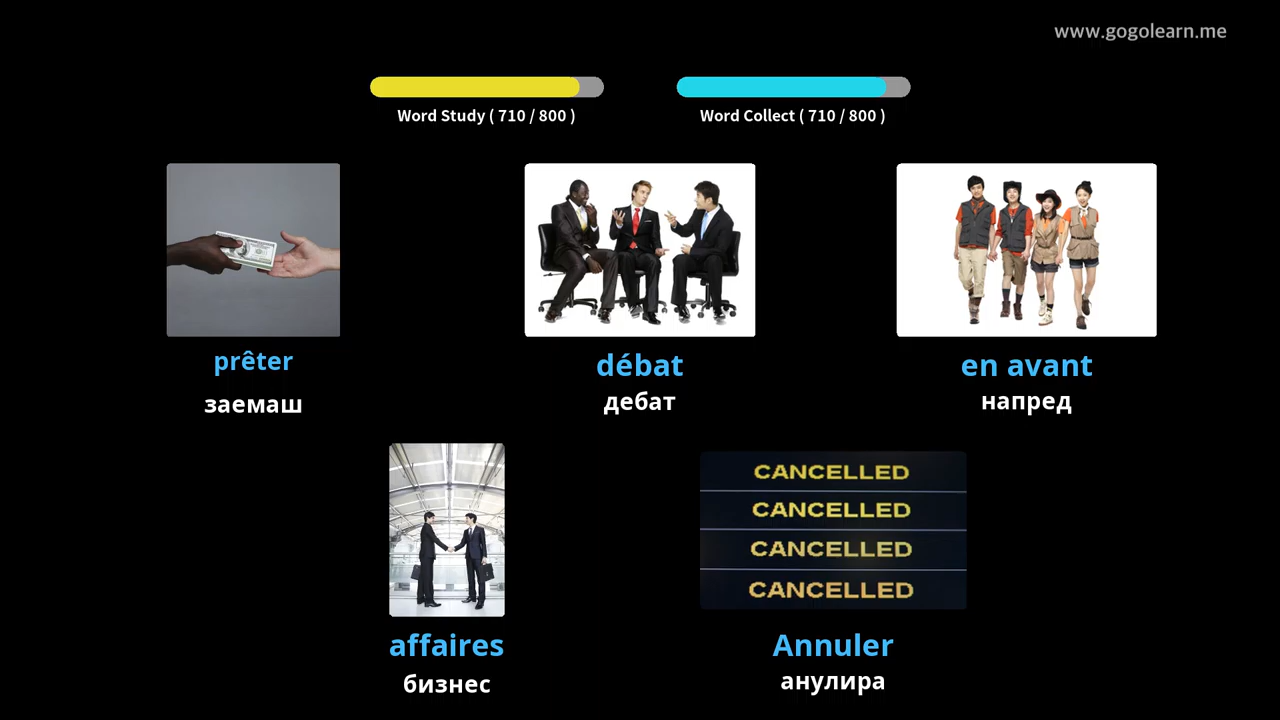 www.gogolearn.me
Word Study ( 710 / 800 )
Word Collect ( 710 / 800 )
prêter
заемаш
débat
дебат
en avant
напред
CANCELLED
CANCELLED
CANCELLED
CANCELLED
affaires
бизнес
Annuler
анулира